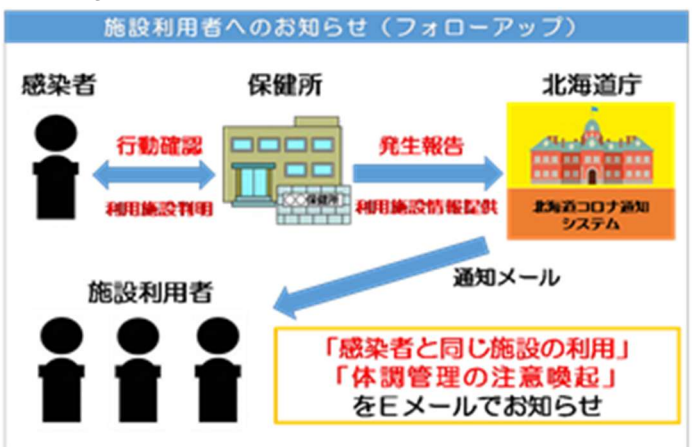 施設利用者へのお知らせ（フォローアップ）
感染者
保健所
北海道庁
行動確認
発生報告
利用施設判明
〇〇保健所
利用施設情報提供
北海道コロナ通知
システム
通知メール
施設利用者
「感染者と同じ施設の利用」
「体調管理の注意喚起」
をEメールでお知らせ